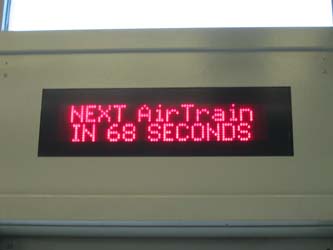 NEXT AirTrain
IN 68 SECONDS